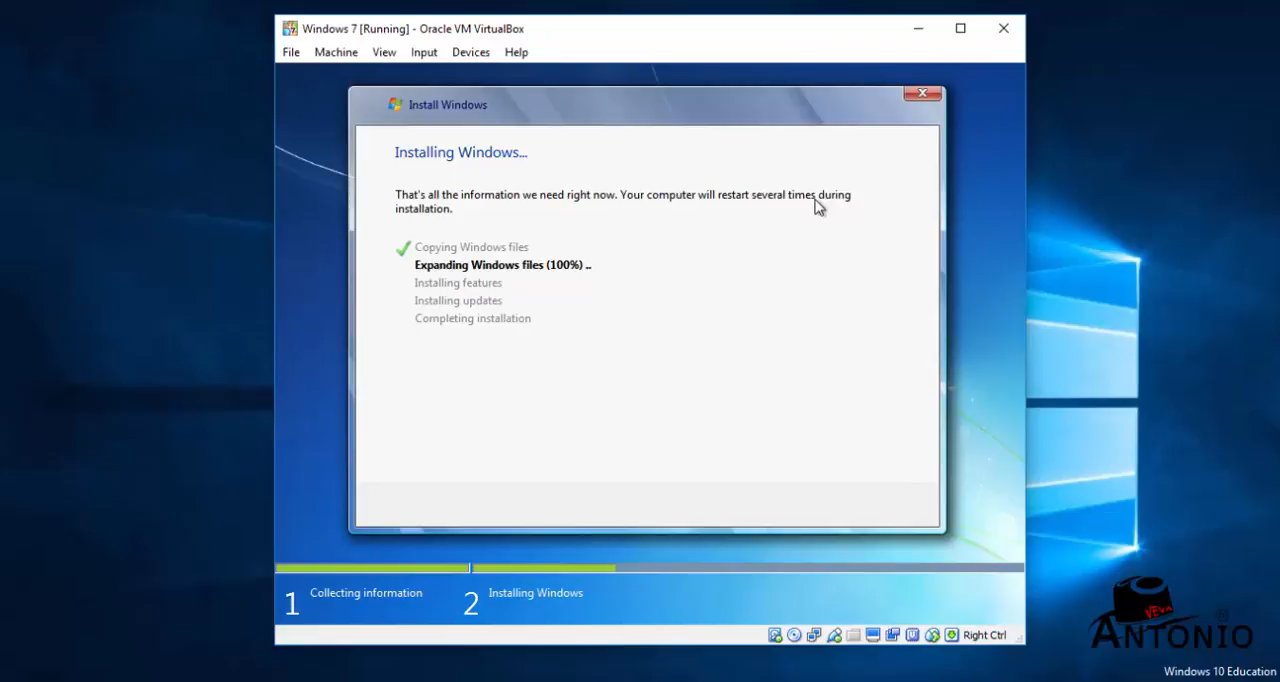 Windows 7 [Running] - Oracle VM VirtualBox
File Machine View Input Devices Help
Install Windows
Installing Windows...
That's all the information we need right now. Your computer will restart several times during
installation.
Copying Windows files
Expanding Windows files (100%) ..
Installing features
Installing updates
Completing installation
1 Collecting information 2 Installing Windows
Right Ctrl
VEVA
ANTONIO
Windows 10 Education